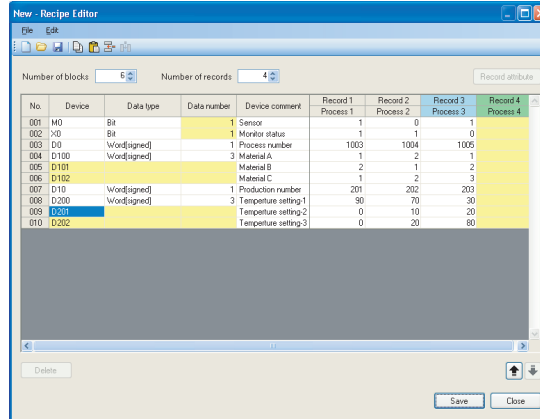 New - Recipe Editor
File Edit
Number of blocks 6 Number of records 4 Record attribute
No. Device Data type Data number Device comment Record 1 Record 2 Record 3 Record 4
Process 1 Process 2 Process 3 Process 4
001 M0 Bit 1 Sensor 1 0 1
002 X0 Bit 1 Monitor status 1 1 0
003 D0 Word[signed] 1 Process number 1003 1004 1005
004 D100 Word[signed] 3 Material A 1 2 1
005 D101 Material B 2 1 2
006 D102 Material C 1 2 3
007 D10 Word[signed] 1 Production number 201 202 203
008 D200 Word[signed] 3 Temperture setting-1 90 70 30
009 D201 Temperture setting-2 0 10 20
010 D202 Temperture setting-3 0 20 80
Delete
Save Close